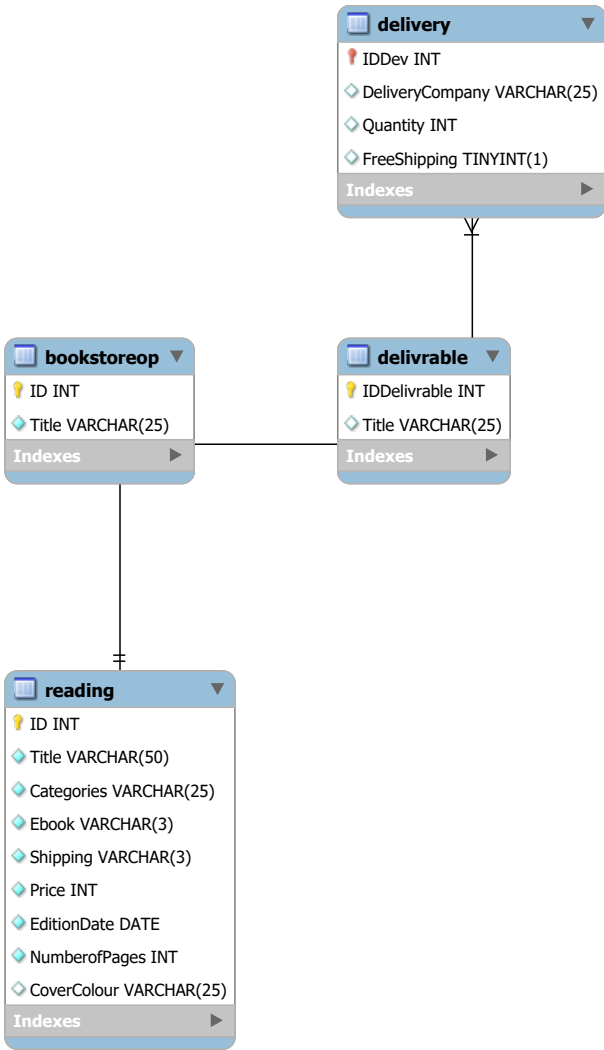 delivery
IDDev INT
DeliveryCompany VARCHAR(25)
Quantity INT
FreeShipping TINYINT(1)
Indexes
bookstoreop
ID INT
Title VARCHAR(25)
Indexes
delivrable
IDDelivrable INT
Title VARCHAR(25)
Indexes
reading
ID INT
Title VARCHAR(50)
Categories VARCHAR(25)
Ebook VARCHAR(3)
Shipping VARCHAR(3)
Price INT
EditionDate DATE
NumberofPages INT
CoverColour VARCHAR(25)
Indexes